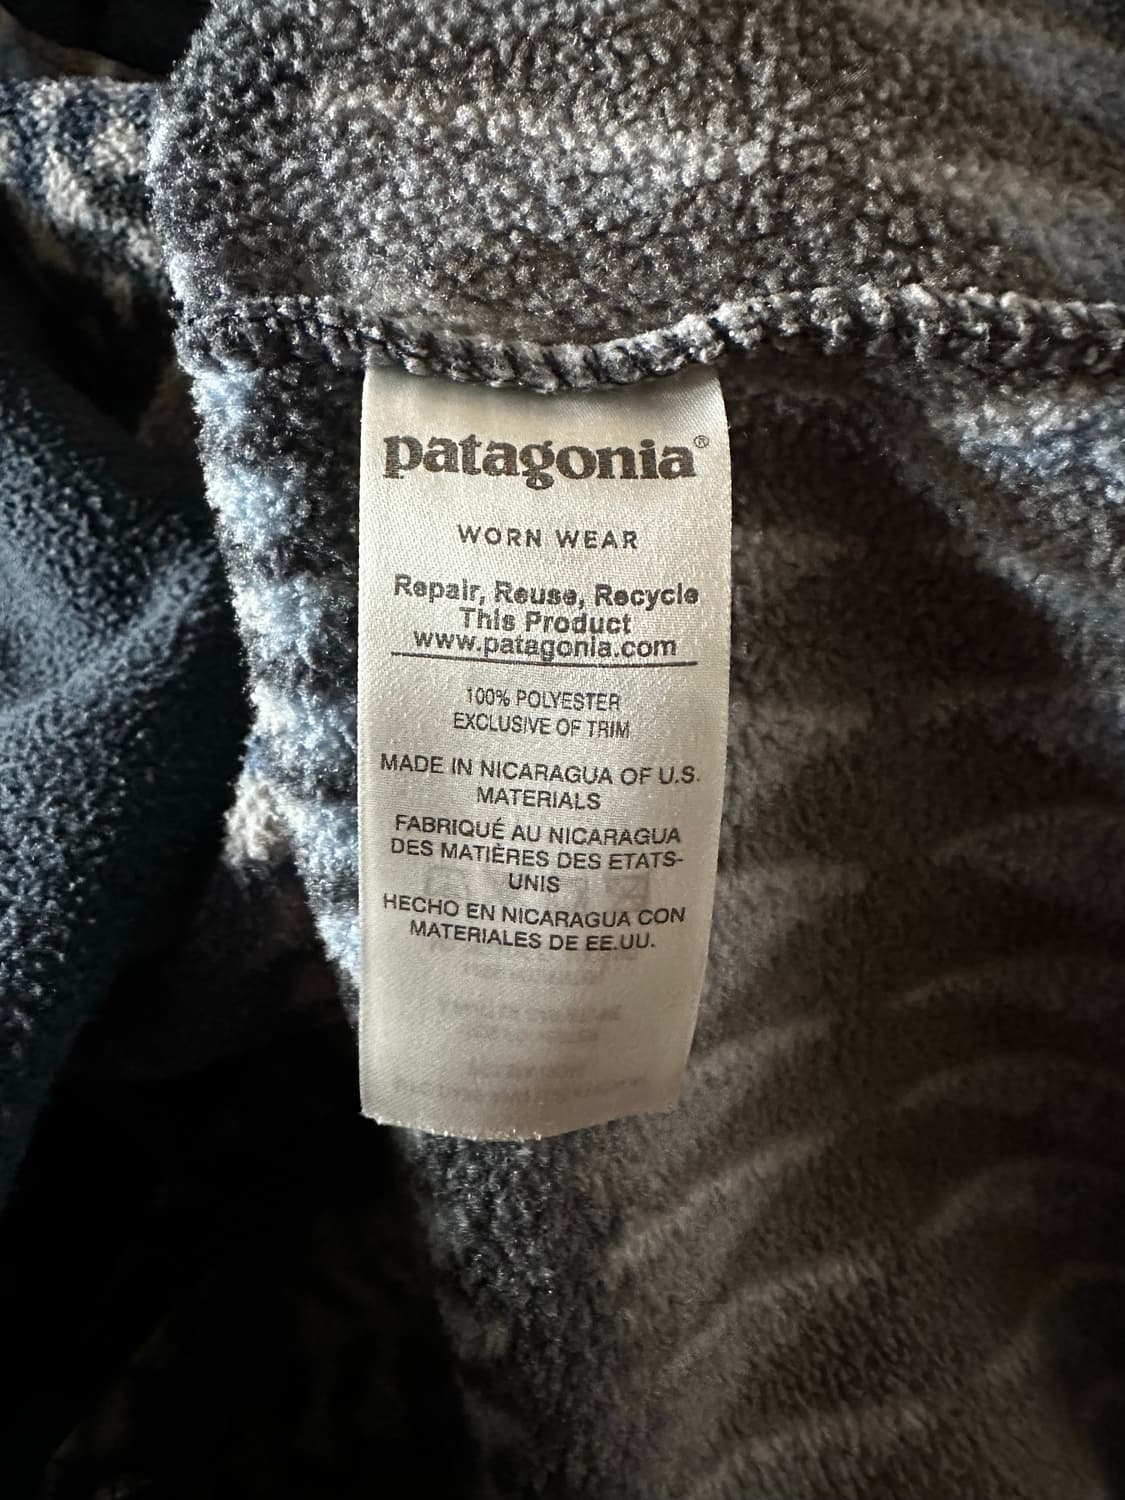 patagonia®
WORN WEAR
Repair, Reuse, Recycle
This Product
www.patagonia.com
100% POLYESTER
EXCLUSIVE OF TRIM
MADE IN NICARAGUA OF U.S.
MATERIALS
FABRIQUÉ AU NICARAGUA
DES MATIÈRES DES ETATS-
UNIS
HECHO EN NICARAGUA CON
MATERIALES DE EE.UU.